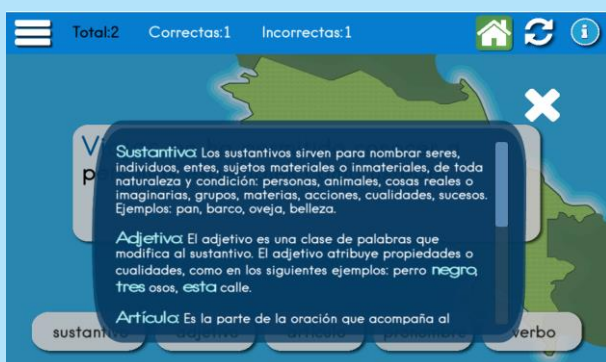 Total:2 Correctas:1 Incorrectas:1
Sustantivo: Los sustantivos sirven para nombrar seres,
individuos, entes, sujetos materiales o inmateriales, de toda
naturaleza y condición: personas, animales, cosas reales o
imaginarias, grupos, materias, acciones, cualidades, sucesos.
Ejemplos: pan, barco, oveja, belleza.
Adjetivo: El adjetivo es una clase de palabras que
modifica al sustantivo. El adjetivo atribuye propiedades o
cualidades, como en los siguientes ejemplos: perro negro,
tres osos, esta calle.
Artículo: Es la parte de la oración que acompaña al
sustantivo adjetivo artículo pronombre verbo